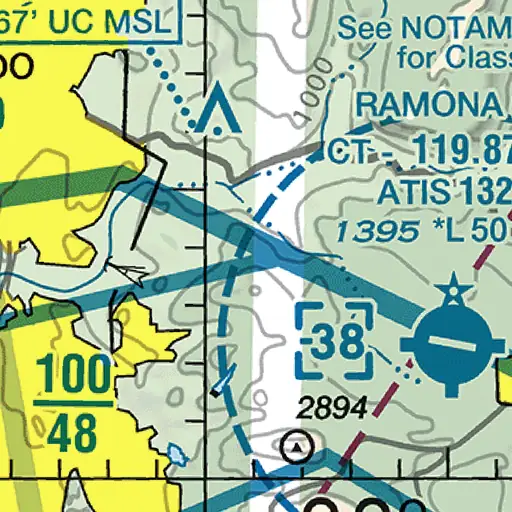 67' UC MSL
See NOTAM
for Class
00
1000
RAMONA
CT - 119.87
ATIS 132
1395 *L 50
-38
100
48
2894